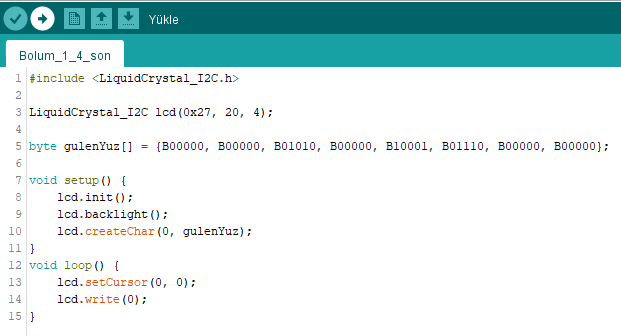 Yükle
Bolum_1_4_son
1 #include <LiquidCrystal_I2C.h>
2
3 LiquidCrystal_I2C lcd(0x27, 20, 4);
4
5 byte gulenYuz[] = {B00000, B00000, B01010, B00000, B10001, B01110, B00000, B00000};
6
7 void setup() {
8     lcd.init();
9     lcd.backlight();
10     lcd.createChar(0, gulenYuz);
11 }
12 void loop() {
13     lcd.setCursor(0, 0);
14     lcd.write(0);
15 }